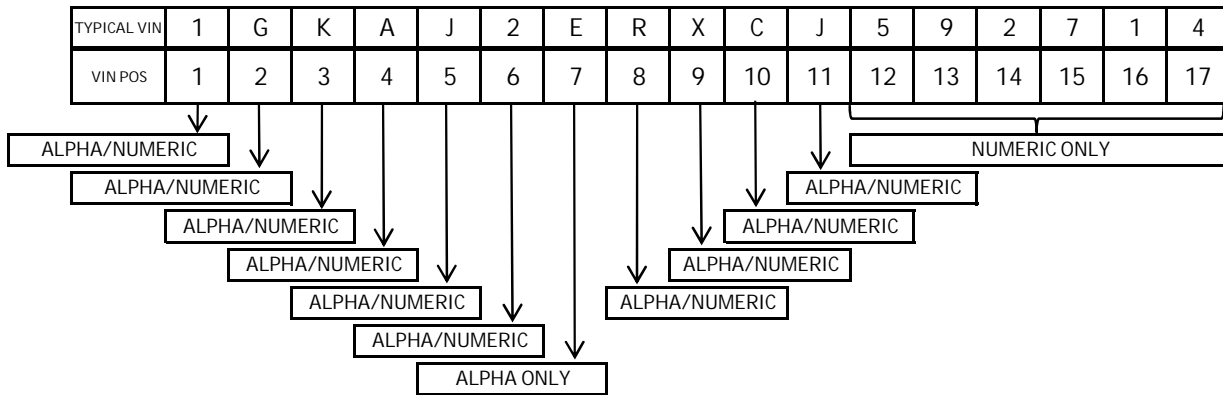 TYPICAL VIN 1 G K A J 2 E R X C J 5 9 2 7 1 4
VIN POS 1 2 3 4 5 6 7 8 9 10 11 12 13 14 15 16 17
ALPHA/NUMERIC NUMERIC ONLY
ALPHA/NUMERIC ALPHA/NUMERIC
ALPHA/NUMERIC ALPHA/NUMERIC
ALPHA/NUMERIC ALPHA/NUMERIC
ALPHA/NUMERIC ALPHA/NUMERIC
ALPHA/NUMERIC
ALPHA ONLY